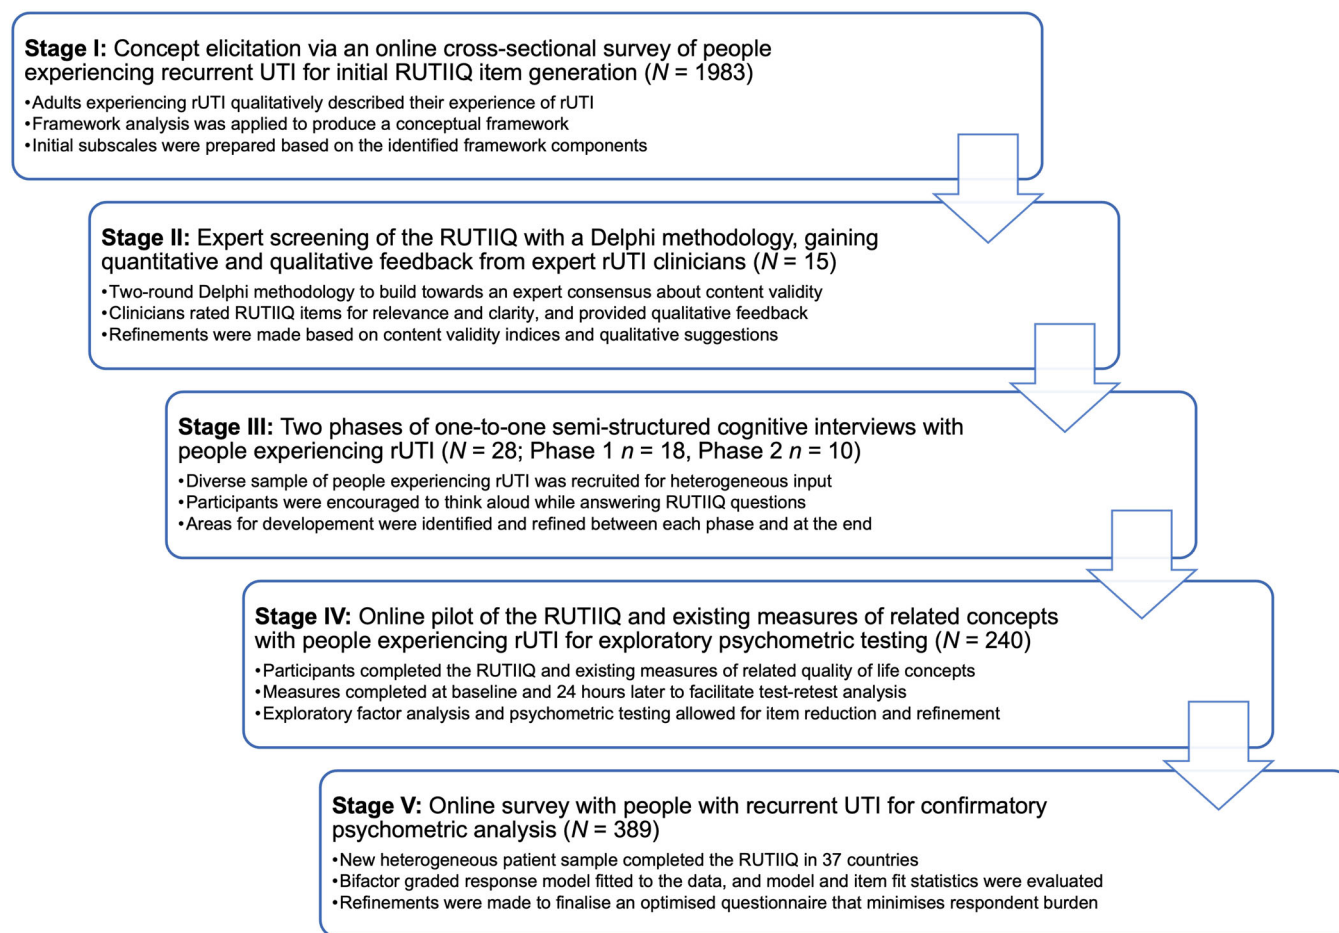 Stage I: Concept elicitation via an online cross-sectional survey of people
experiencing recurrent UTI for initial RUTIIQ item generation (N = 1983)
•Adults experiencing rUTI qualitatively described their experience of rUTI
•Framework analysis was applied to produce a conceptual framework
•Initial subscales were prepared based on the identified framework components
Stage II: Expert screening of the RUTIIQ with a Delphi methodology, gaining
quantitative and qualitative feedback from expert rUTI clinicians (N = 15)
•Two-round Delphi methodology to build towards an expert consensus about content validity
•Clinicians rated RUTIIQ items for relevance and clarity, and provided qualitative feedback
•Refinements were made based on content validity indices and qualitative suggestions
Stage III: Two phases of one-to-one semi-structured cognitive interviews with
people experiencing rUTI (N = 28; Phase 1 n = 18, Phase 2 n = 10)
•Diverse sample of people experiencing rUTI was recruited for heterogeneous input
•Participants were encouraged to think aloud while answering RUTIIQ questions
•Areas for developement were identified and refined between each phase and at the end
Stage IV: Online pilot of the RUTIIQ and existing measures of related concepts
with people experiencing rUTI for exploratory psychometric testing (N = 240)
•Participants completed the RUTIIQ and existing measures of related quality of life concepts
•Measures completed at baseline and 24 hours later to facilitate test-retest analysis
•Exploratory factor analysis and psychometric testing allowed for item reduction and refinement
Stage V: Online survey with people with recurrent UTI for confirmatory
psychometric analysis (N = 389)
•New heterogeneous patient sample completed the RUTIIQ in 37 countries
•Bifactor graded response model fitted to the data, and model and item fit statistics were evaluated
•Refinements were made to finalise an optimised questionnaire that minimises respondent burden